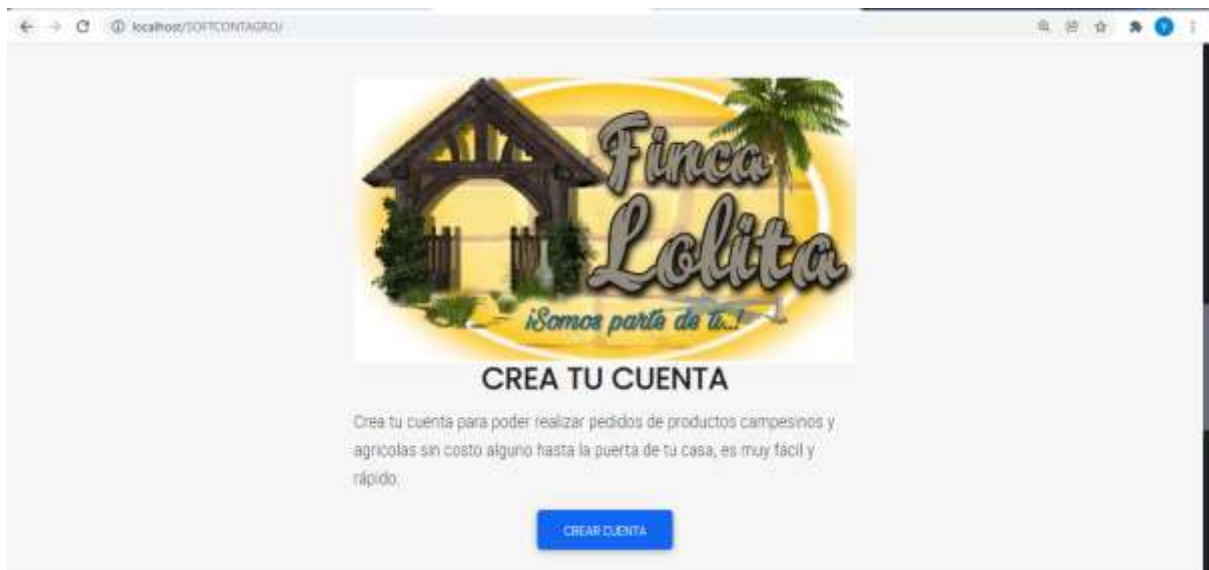 localhost/SOFTCONTAGRO/
Y
Finca
Lolita
¡Somos parte de ti...!
CREA TU CUENTA
Crea tu cuenta para poder realizar pedidos de productos campesinos y
agricolas sin costo alguno hasta la puerta de tu casa, es muy fácil y
rápido.
CREAR CUENTA